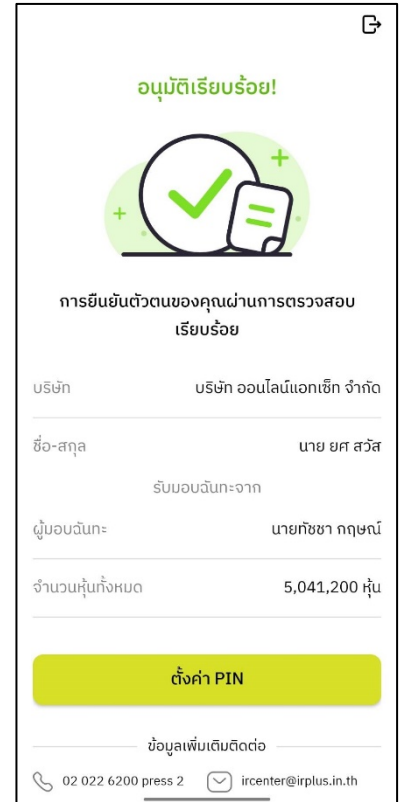 อนุมัติเรียบร้อย!
การยืนยันตัวตนของคุณผ่านการตรวจสอบ
เรียบร้อย
บริษัท บริษัท ออนไลน์แอทเซ็ท จำกัด
ชื่อ-สกุล นาย ยศ สวัส
รับมอบฉันทะจาก
ผู้มอบฉันทะ นายทัชชา กฤษณ์
จำนวนหุ้นทั้งหมด 5,041,200 หุ้น
ตั้งค่า PIN
ข้อมูลเพิ่มเติมติดต่อ
02 022 6200 press 2 ircenter@irplus.in.th